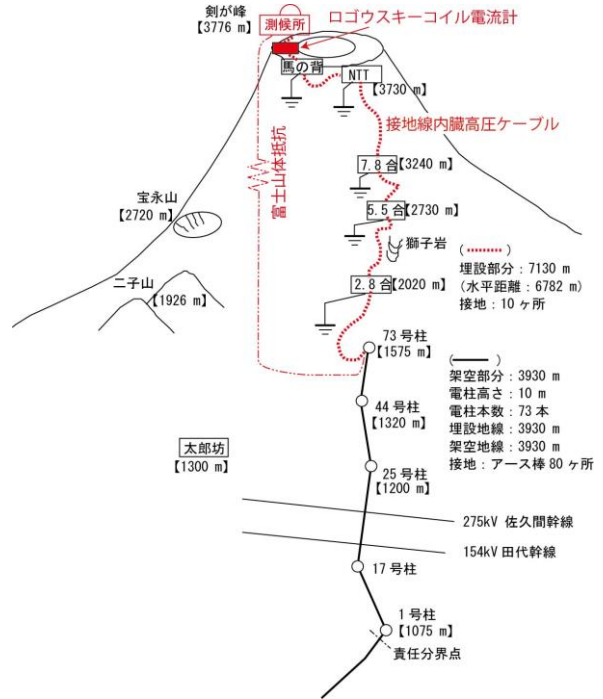 剣が峰
【3776 m】
測候所
ロゴウスキーコイル電流計
馬の背
NTT
【3730 m】
接地線内臓高圧ケーブル
富士山体抵抗
7.8 合【3240 m】
宝永山
【2720 m】
5.5 合【2730 m】
獅子岩
二子山
【1926 m】
2.8 合【2020 m】
( )
埋設部分：7130 m
(水平距離：6782 m)
接地：10 ヶ所
73 号柱
【1575 m】
( )
架空部分：3930 m
電柱高さ：10 m
電柱本数：73 本
埋設地線：3930 m
架空地線：3930 m
接地：アース棒 80 ヶ所
44 号柱
【1320 m】
太郎坊
【1300 m】
25 号柱
【1200 m】
275kV 佐久間幹線
154kV 田代幹線
17 号柱
1 号柱
【1075 m】
責任分界点